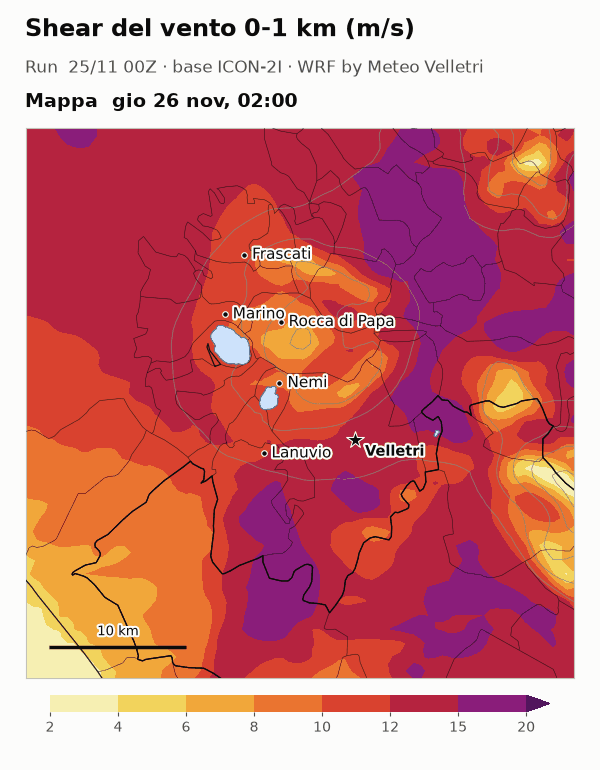 Shear del vento 0-1 km (m/s)
Run  25/11 00Z · base ICON-2I · WRF by Meteo Velletri
Mappa  gio 26 nov, 02:00
Frascati
Marino
Rocca di Papa
Nemi
Velletri
Lanuvio
10 km
2 4 6 8 10 12 15 20